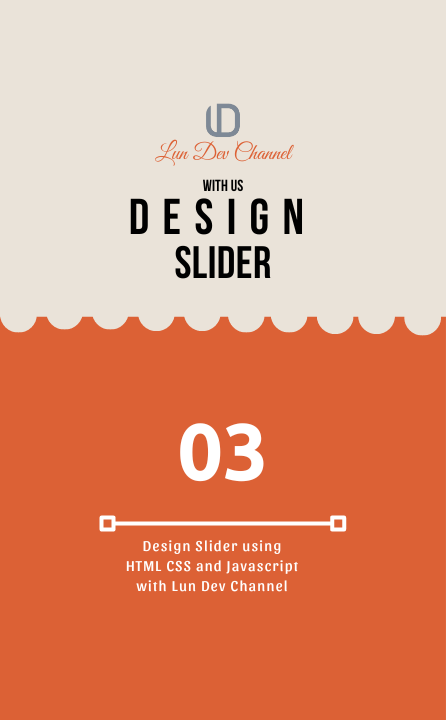 Lun Dev Channel
WITH US
DESIGN
SLIDER
03
Design Slider using
HTML CSS and Javascript
with Lun Dev Channel